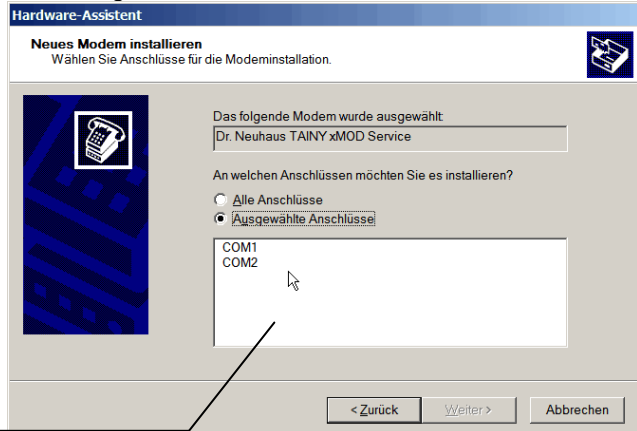 Hardware-Assistent
Neues Modem installieren
Wählen Sie Anschlüsse für die Modeminstallation.
Das folgende Modem wurde ausgewählt:
Dr. Neuhaus TAINY xMOD Service
An welchen Anschlüssen möchten Sie es installieren?
Alle Anschlüsse
Ausgewählte Anschlüsse
COM1
COM2
< Zurück
Weiter >
Abbrechen